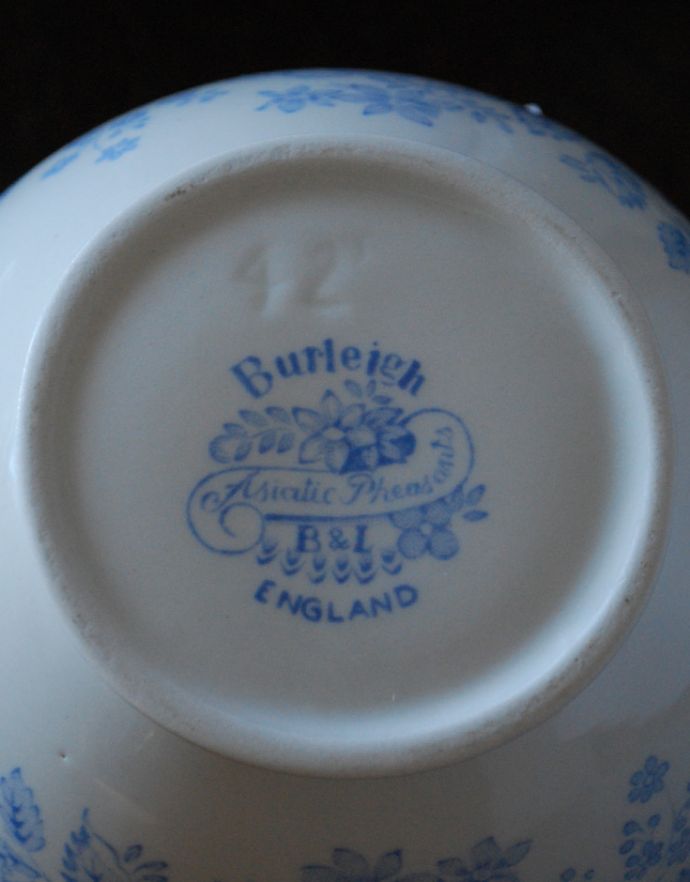 42
Burleigh
Asiatic Pheasants
B & L
ENGLAND